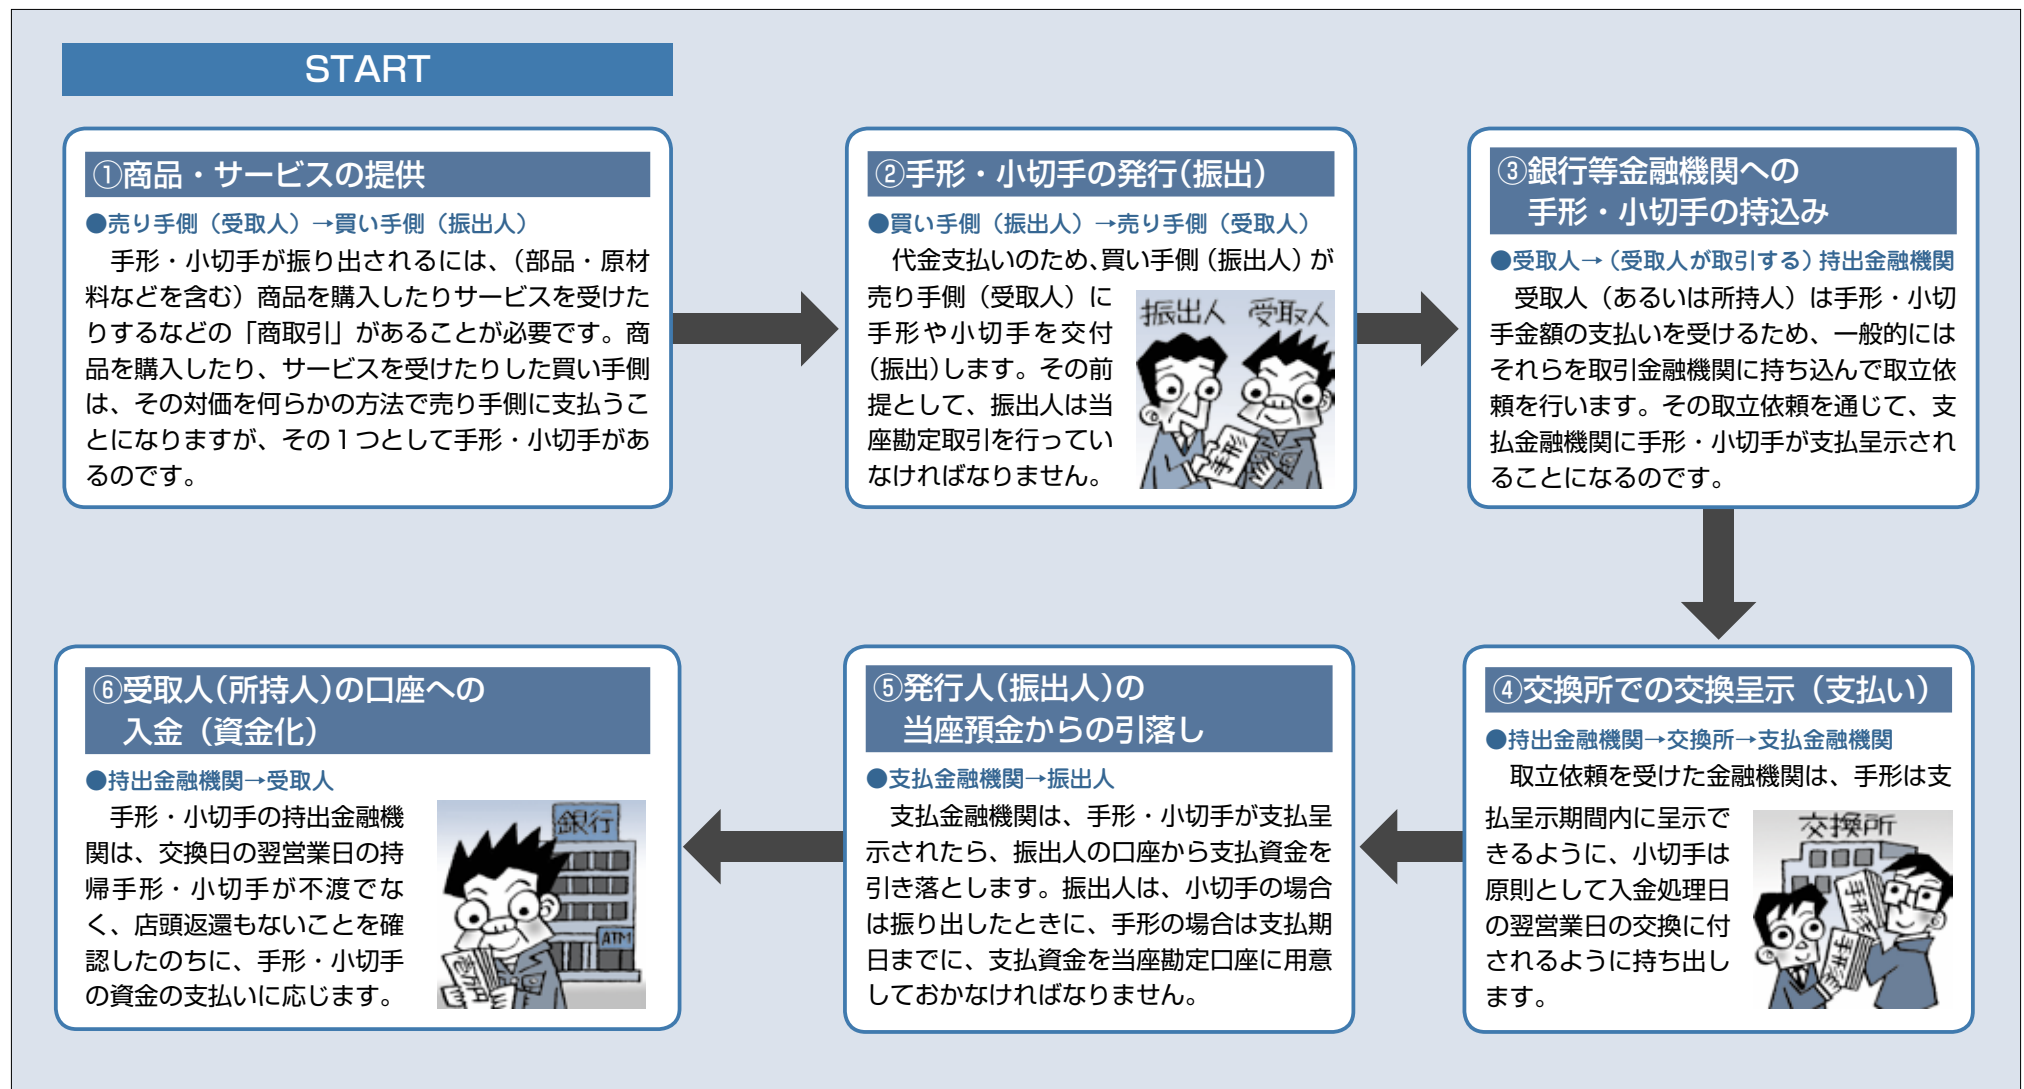 START
①商品・サービスの提供
●売り手側（受取人）→買い手側（振出人）
手形・小切手が振り出されるには、（部品・原材
料などを含む）商品を購入したりサービスを受けた
りするなどの「商取引」があることが必要です。商
品を購入したり、サービスを受けたりした買い手側
は、その対価を何らかの方法で売り手側に支払うこ
とになりますが、その１つとして手形・小切手があ
るのです。
②手形・小切手の発行（振出）
●買い手側（振出人）→売り手側（受取人）
代金支払いのため、買い手側（振出人）が
売り手側（受取人）に
手形や小切手を交付
（振出）します。その前
提として、振出人は当
座勘定取引を行ってい
なければなりません。
振出人　受取人
手形
③銀行等金融機関への
手形・小切手の持込み
●受取人→（受取人が取引する）持出金融機関
受取人（あるいは所持人）は手形・小切
手金額の支払いを受けるため、一般的には
それらを取引金融機関に持ち込んで取立依
頼を行います。その取立依頼を通じて、支
払金融機関に手形・小切手が支払呈示され
ることになるのです。
④交換所での交換呈示（支払い）
●持出金融機関→交換所→支払金融機関
取立依頼を受けた金融機関は、手形は支
払呈示期間内に呈示で
きるように、小切手は
原則として入金処理日
の翌営業日の交換に付
されるように持ち出し
ます。
交換所
手形
手形
⑤発行人（振出人）の
当座預金からの引落し
●支払金融機関→振出人
支払金融機関は、手形・小切手が支払呈
示されたら、振出人の口座から支払資金を
引き落とします。振出人は、小切手の場合
は振り出したときに、手形の場合は支払期
日までに、支払資金を当座勘定口座に用意
しておかなければなりません。
⑥受取人（所持人）の口座への
入金（資金化）
●持出金融機関→受取人
手形・小切手の持出金融機
関は、交換日の翌営業日の持
帰手形・小切手が不渡でな
く、店頭返還もないことを確
認したのちに、手形・小切手
の資金の支払いに応じます。
銀行
ATM
壱万円